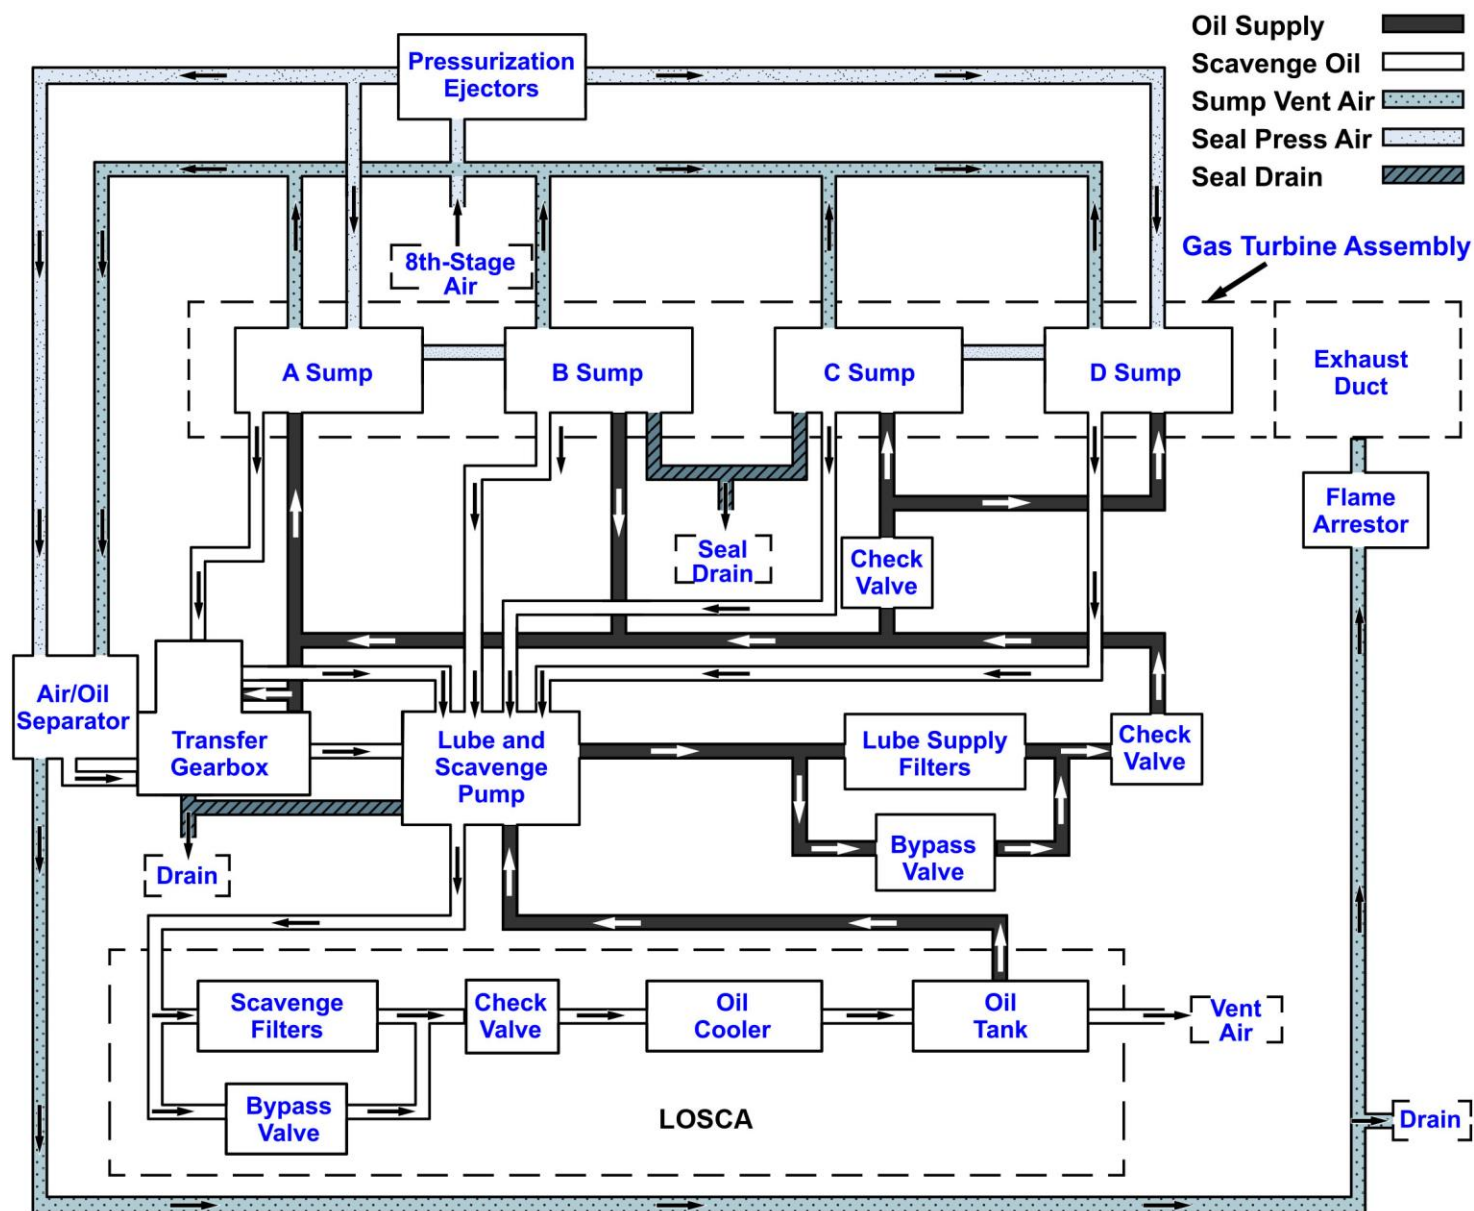 Oil Supply
Scavenge Oil
Sump Vent Air
Seal Press Air
Seal Drain
Pressurization
Ejectors
8th-Stage
Air
Gas Turbine Assembly
A Sump
B Sump
C Sump
D Sump
Exhaust
Duct
Flame
Arrestor
Seal
Drain
Check
Valve
Air/Oil
Separator
Transfer
Gearbox
Lube and
Scavenge
Pump
Lube Supply
Filters
Check
Valve
Bypass
Valve
Drain
Scavenge
Filters
Check
Valve
Oil
Cooler
Oil
Tank
Vent
Air
Bypass
Valve
LOSCA
Drain